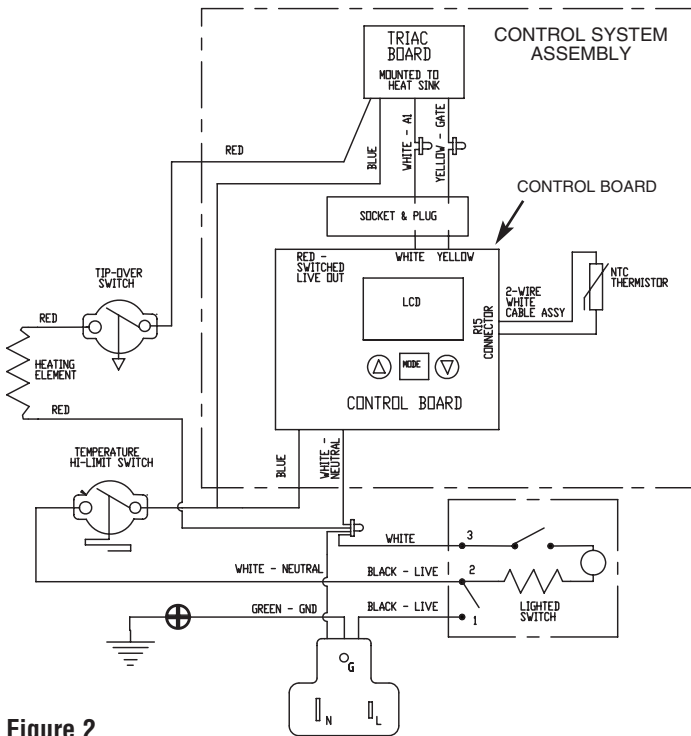 TRIAC
BOARD
MOUNTED TO
HEAT SINK
CONTROL SYSTEM
ASSEMBLY
RED
BLUE
WHITE - A1
YELLOW - GATE
SOCKET & PLUG
CONTROL BOARD
RED -
SWITCHED
LIVE OUT
WHITE
YELLOW
LCD
R15
CONNECTOR
2-WIRE
WHITE
CABLE ASSY
NTC
THERMISTOR
TIP-OVER
SWITCH
RED
HEATING
ELEMENT
RED
MODE
CONTROL BOARD
TEMPERATURE
HI-LIMIT SWITCH
BLUE
WHITE -
NEUTRAL
WHITE
3
WHITE - NEUTRAL
BLACK - LIVE
2
LIGHTED
SWITCH
GREEN - GND
BLACK - LIVE
1
G
N
L
Figure 2